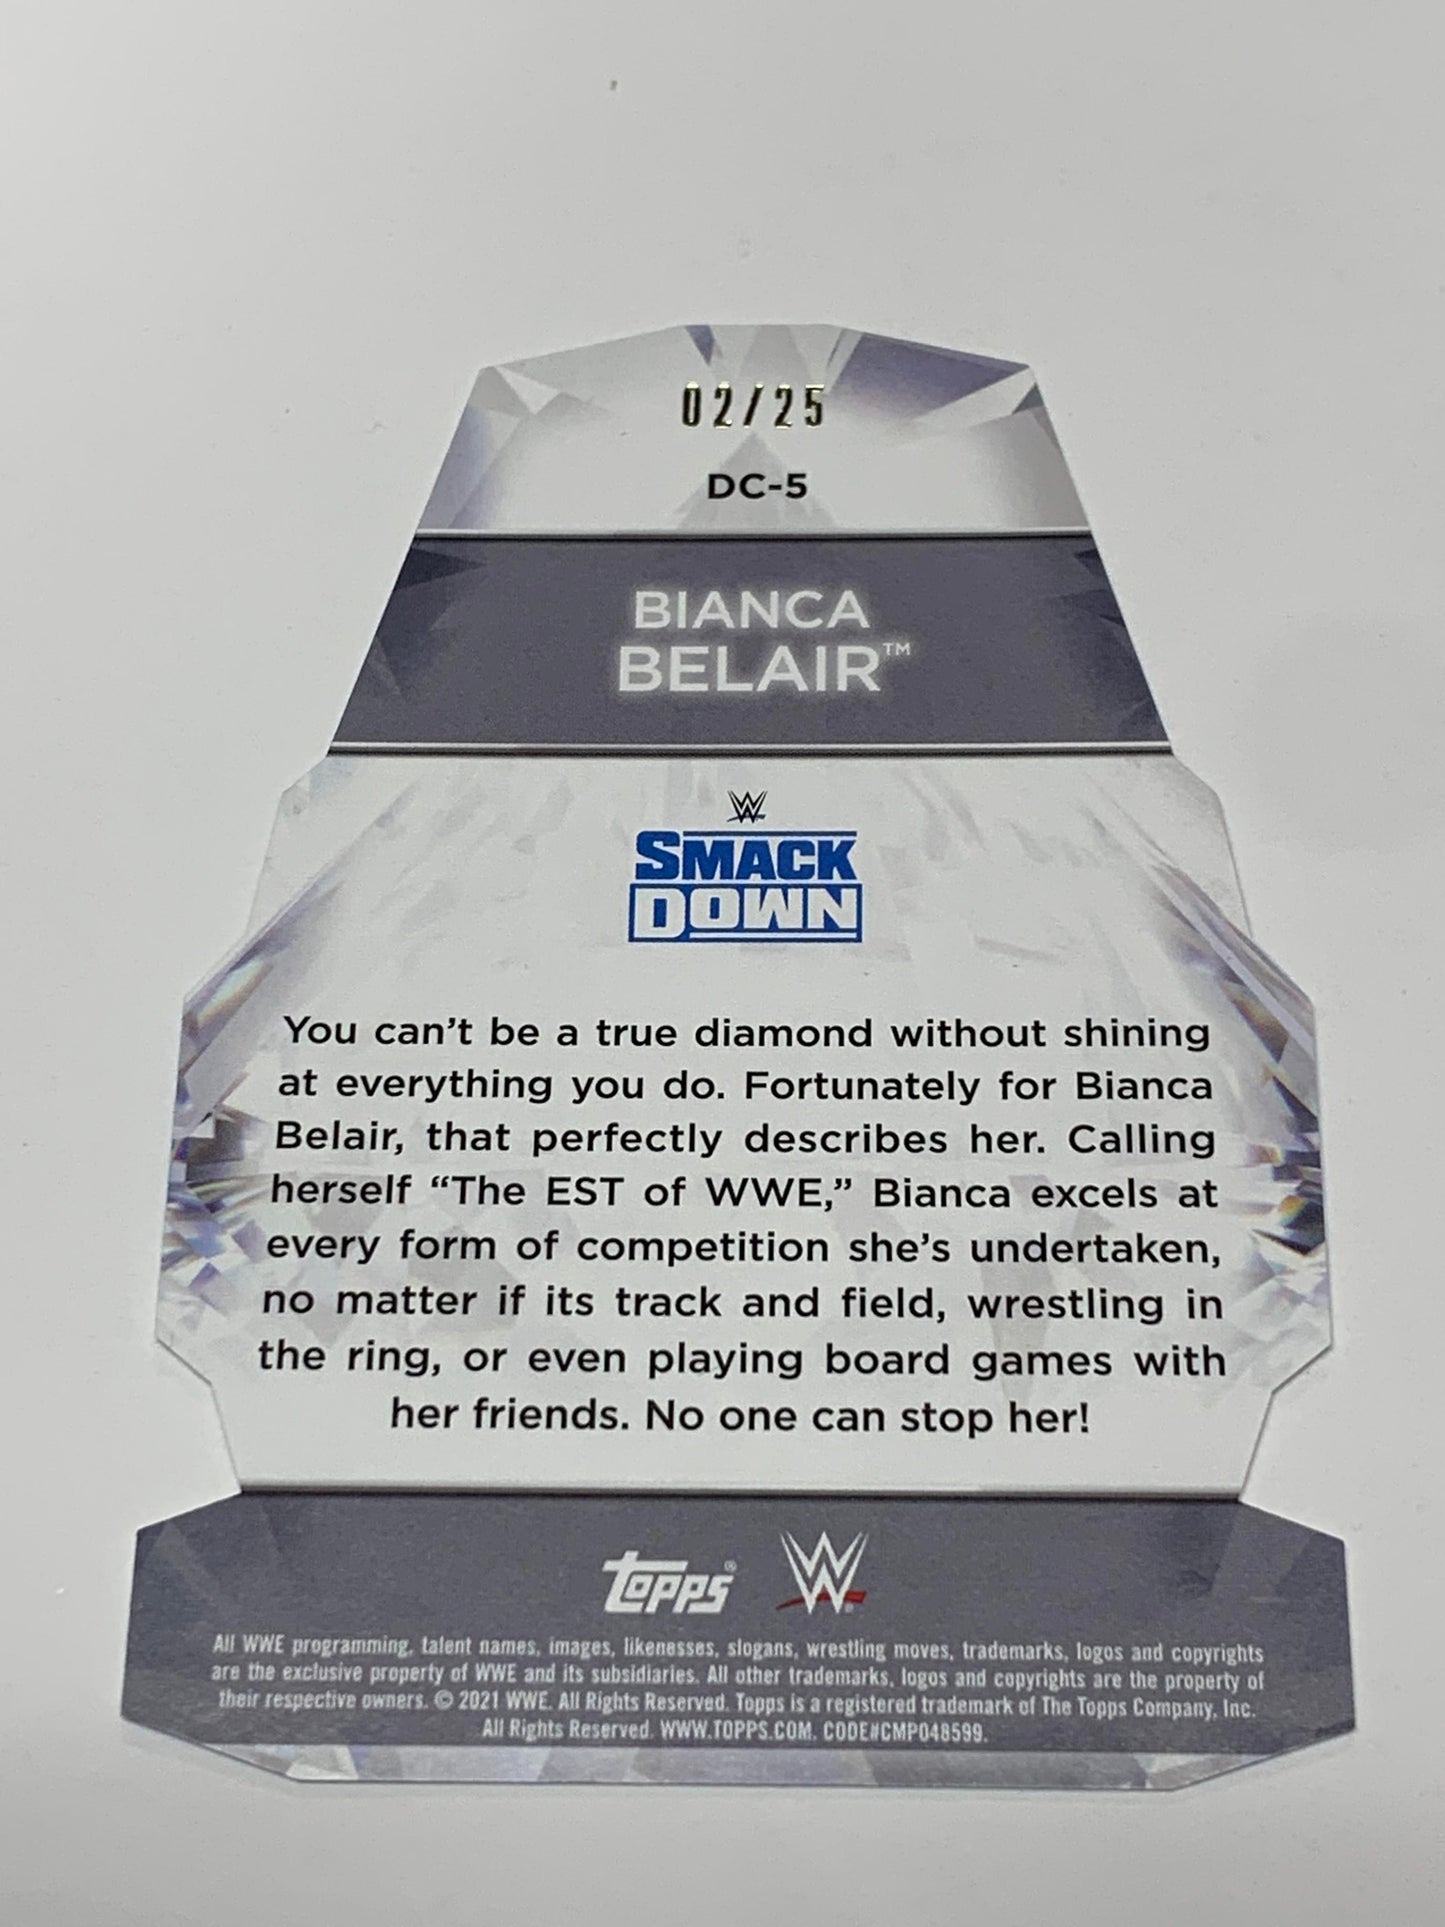 02/25
DC-5
BIANCA
BELAIR™
W
SMACK
DOWN
You can't be a true diamond without shining
at everything you do. Fortunately for Bianca
Belair, that perfectly describes her. Calling
herself “The EST of WWE,” Bianca excels at
every form of competition she's undertaken,
no matter if its track and field, wrestling in
the ring, or even playing board games with
her friends. No one can stop her!
Topps® W®
All WWE programming, talent names, images, likenesses, slogans, wrestling moves, trademarks, logos and copyrights
are the exclusive property of WWE and its subsidiaries. All other trademarks, logos and copyrights are the property of
their respective owners. © 2021 WWE. All Rights Reserved. Topps is a registered trademark of The Topps Company, Inc.
All Rights Reserved. WWW.TOPPS.COM. CODE#CMP048599.